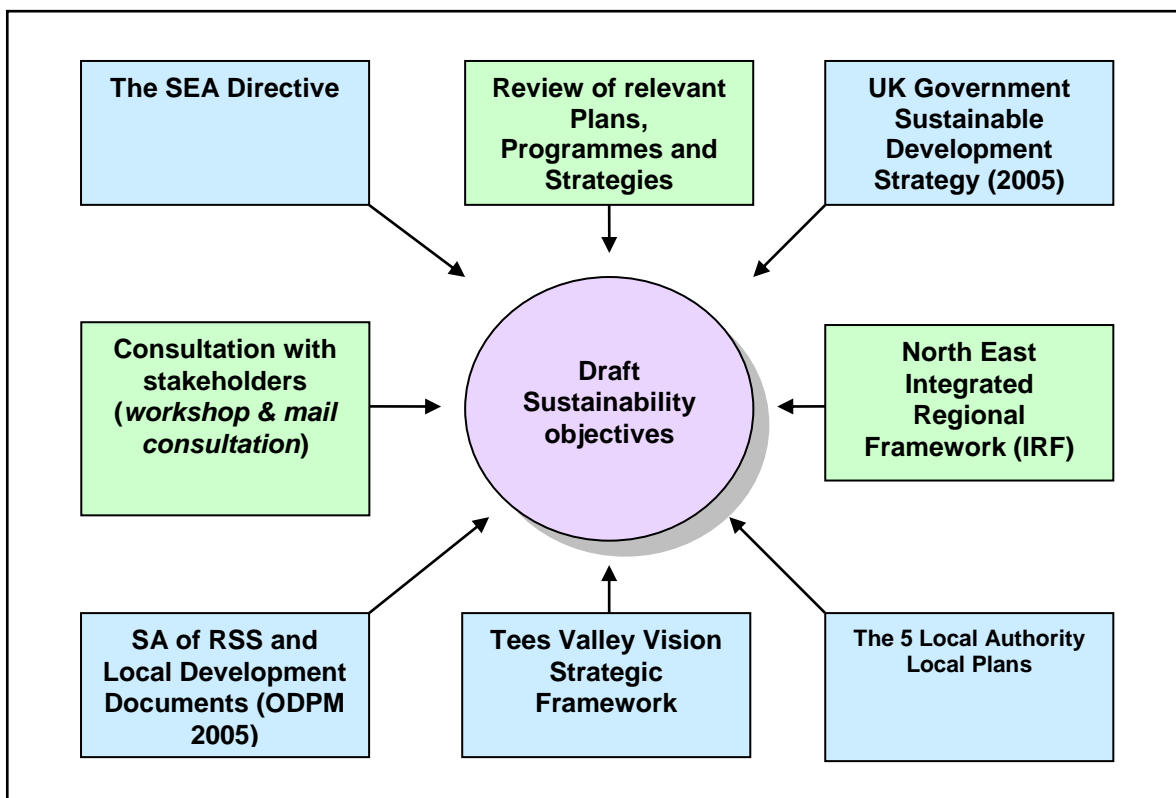 The SEA Directive
Review of relevant
Plans,
Programmes and
Strategies
UK Government
Sustainable
Development
Strategy (2005)
Consultation with
stakeholders
(workshop & mail
consultation)
Draft
Sustainability
objectives
North East
Integrated
Regional
Framework (IRF)
SA of RSS and
Local Development
Documents (ODPM
2005)
Tees Valley Vision
Strategic
Framework
The 5 Local Authority
Local Plans